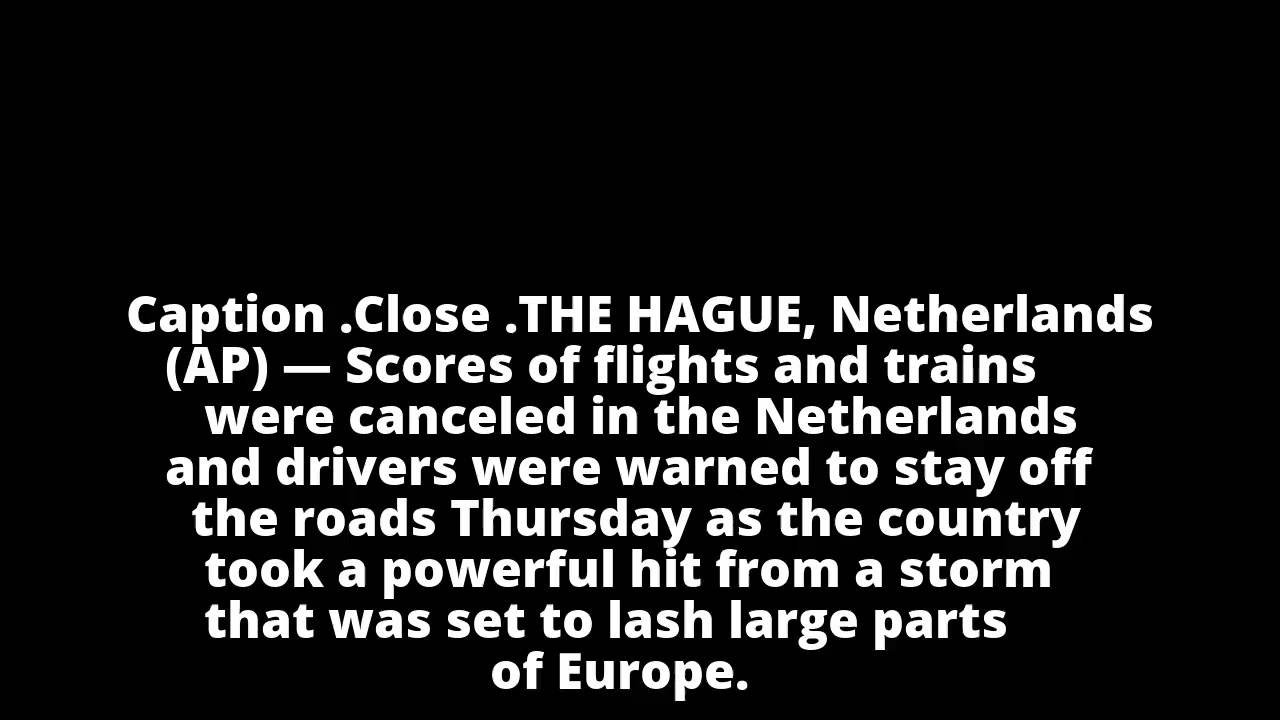 Caption .Close .THE HAGUE, Netherlands
(AP) — Scores of flights and trains
were canceled in the Netherlands
and drivers were warned to stay off
the roads Thursday as the country
took a powerful hit from a storm
that was set to lash large parts
of Europe.